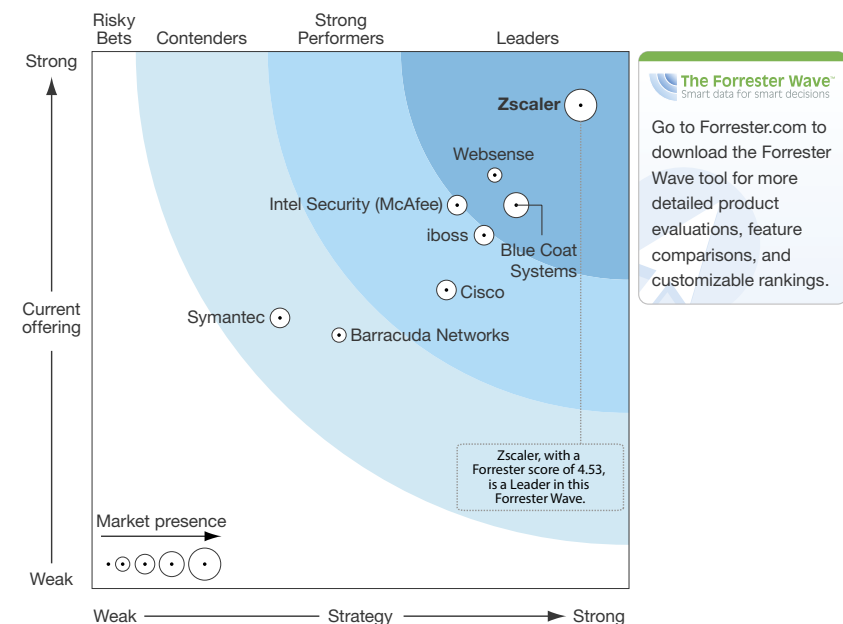 Risky
Bets
Contenders
Strong
Performers
Leaders
Strong
The Forrester Wave™
Smart data for smart decisions
Go to Forrester.com to
download the Forrester
Wave tool for more
detailed product
evaluations, feature
comparisons, and
customizable rankings.
Zscaler
Websense
Intel Security (McAfee)
iboss
Blue Coat
Systems
Cisco
Current
offering
Symantec
Barracuda Networks
Zscaler, with a
Forrester score of 4.53,
is a Leader in this
Forrester Wave.
Market presence
Weak
Weak
Strategy
Strong